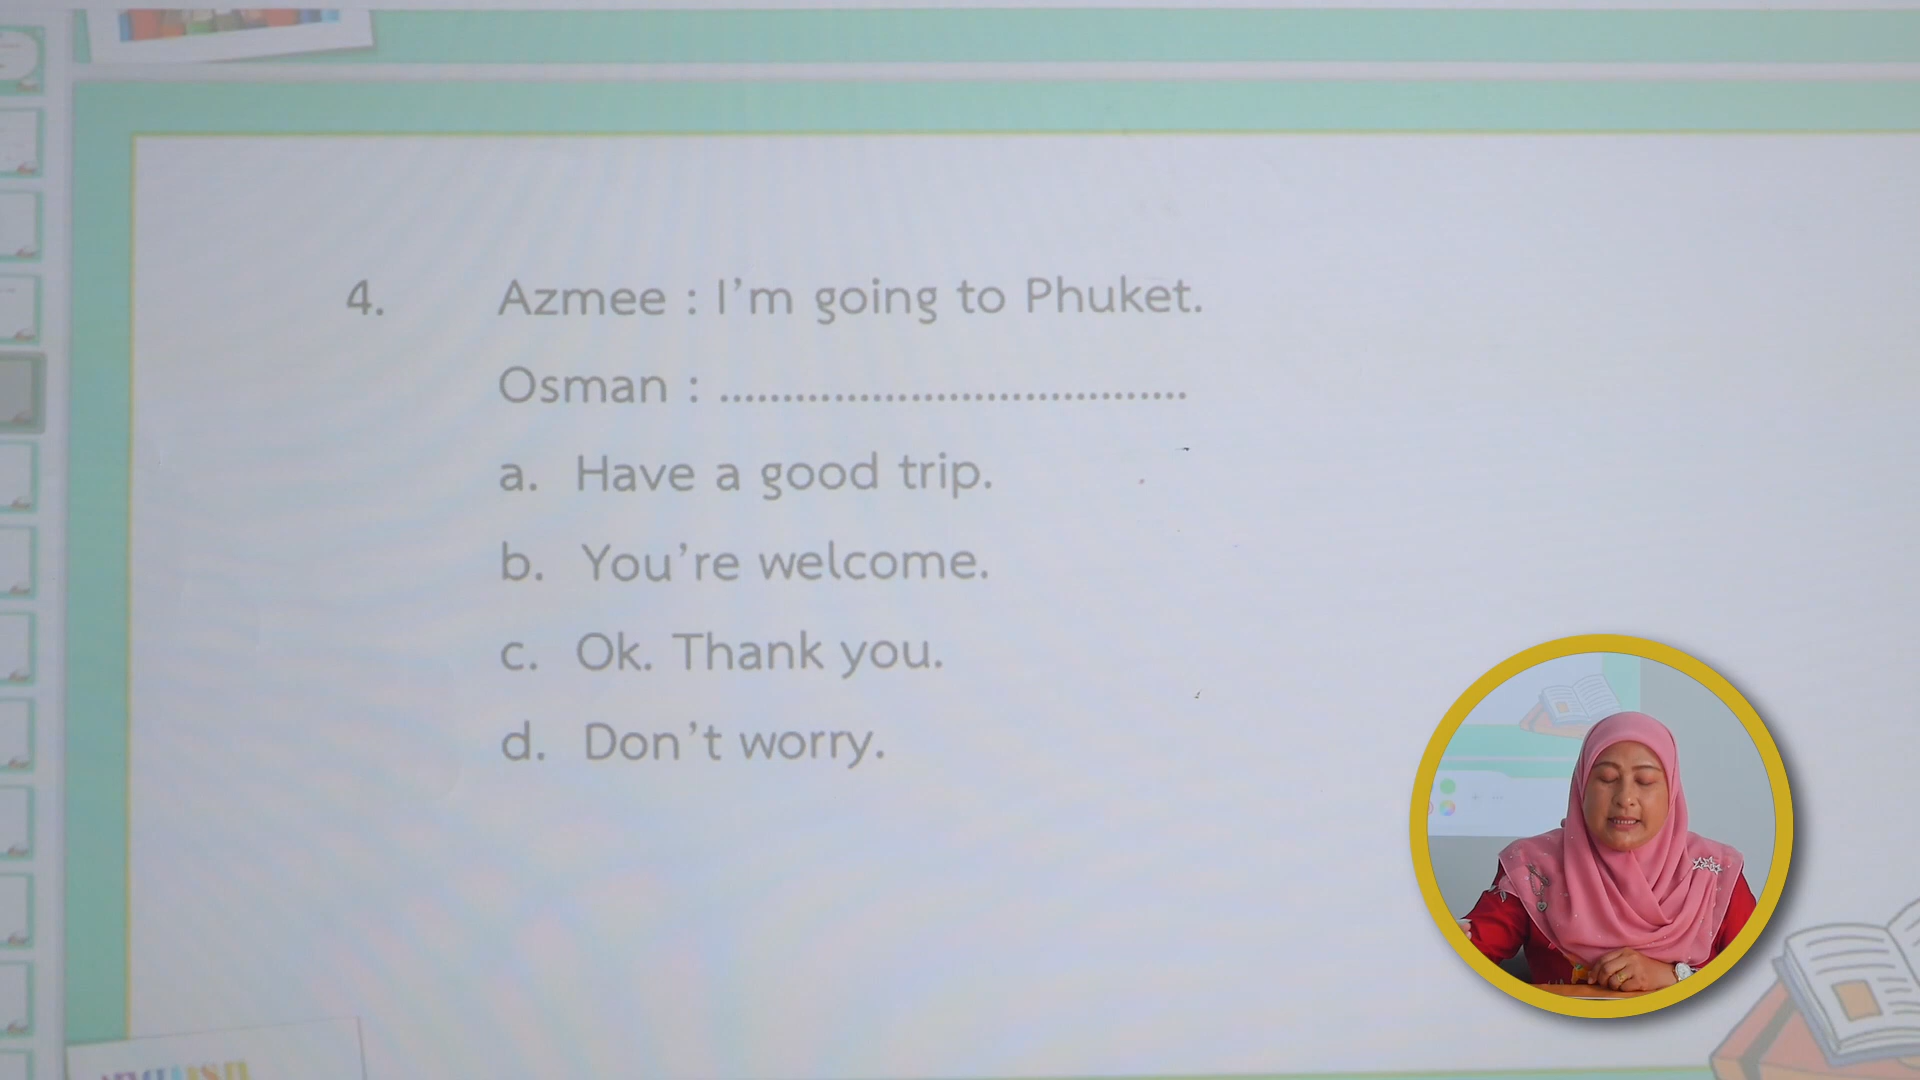 4. Azmee : I'm going to Phuket.
Osman : .....................................
a. Have a good trip.
b. You're welcome.
c. Ok. Thank you.
d. Don't worry.